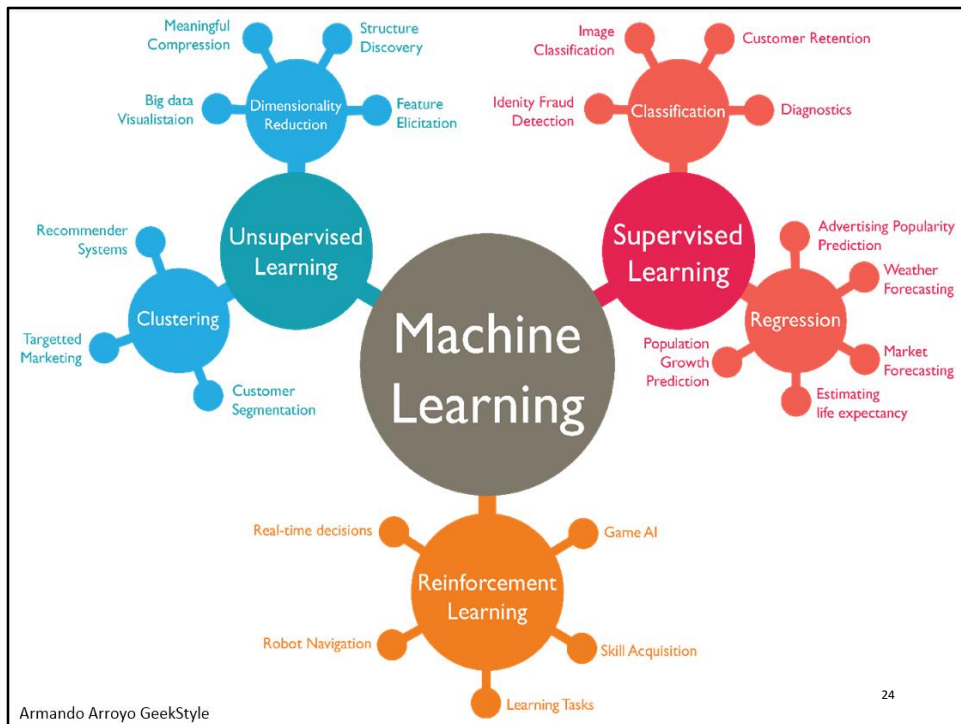 Meaningful
Compression
Structure
Discovery
Big data
Visualistaion
Dimensionality
Reduction
Feature
Elicitation
Unsupervised
Learning
Recommender
Systems
Clustering
Targetted
Marketing
Customer
Segmentation
Machine
Learning
Image
Classification
Customer Retention
Idenity Fraud
Detection
Classification
Diagnostics
Supervised
Learning
Advertising Popularity
Prediction
Weather
Forecasting
Regression
Population
Growth
Prediction
Market
Forecasting
Estimating
life expectancy
Real-time decisions
Game AI
Reinforcement
Learning
Robot Navigation
Skill Acquisition
Learning Tasks
24
Armando Arroyo GeekStyle